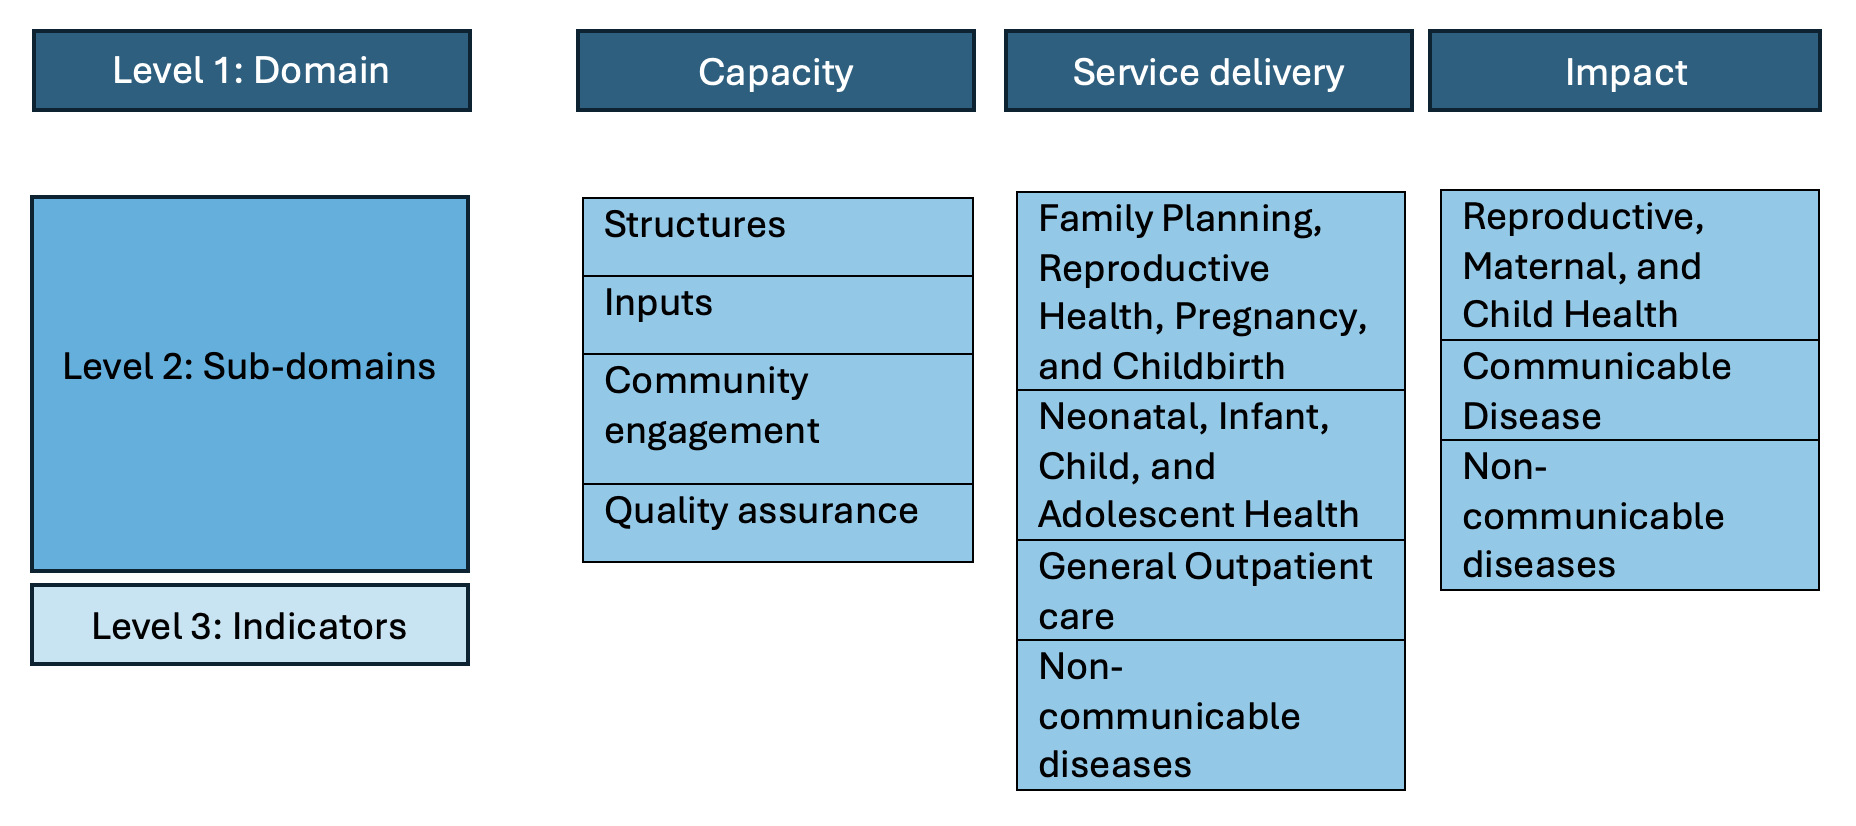 Level 1: Domain
Capacity
Service delivery
Impact
Level 2: Sub-domains
Level 3: Indicators
Structures
Inputs
Community
engagement
Quality assurance
Family Planning,
Reproductive
Health, Pregnancy,
and Childbirth
Neonatal, Infant,
Child, and
Adolescent Health
General Outpatient
care
Non-
communicable
diseases
Reproductive,
Maternal, and
Child Health
Communicable
Disease
Non-
communicable
diseases